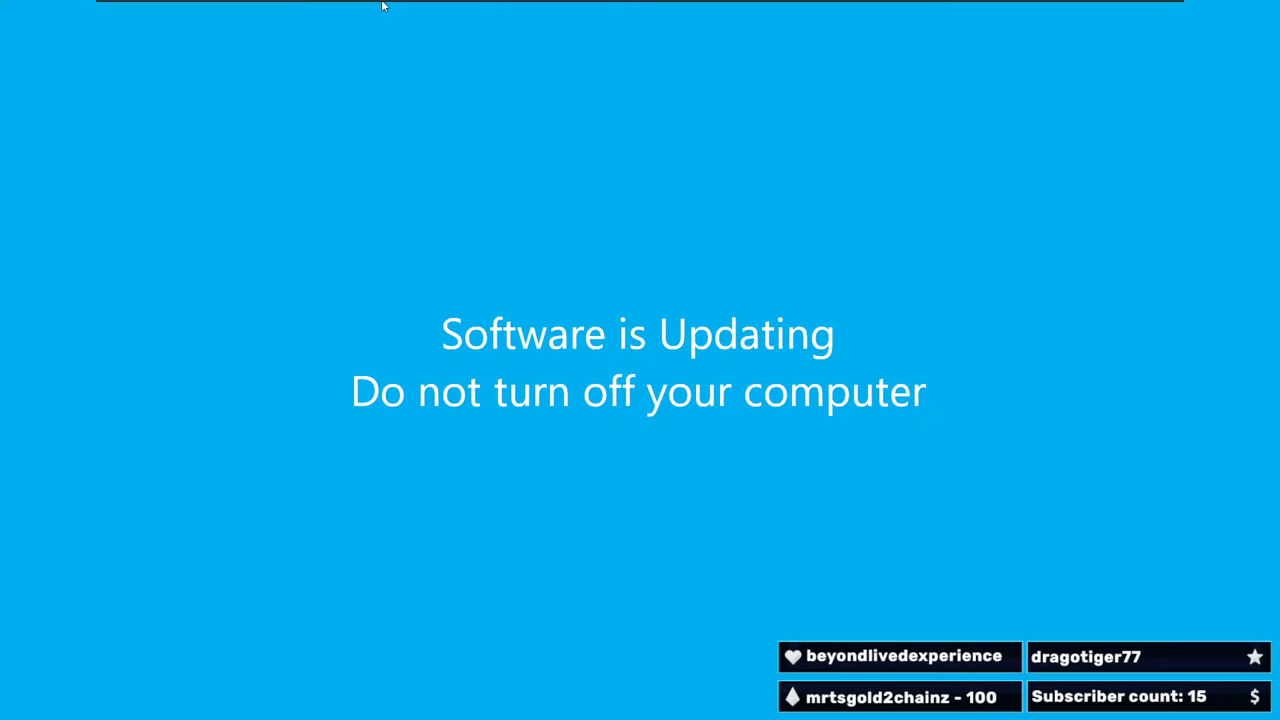 Software is Updating
Do not turn off your computer
beyondlivedexperience
dragotiger77
mrtsgold2chainz - 100
Subscriber count: 15 $